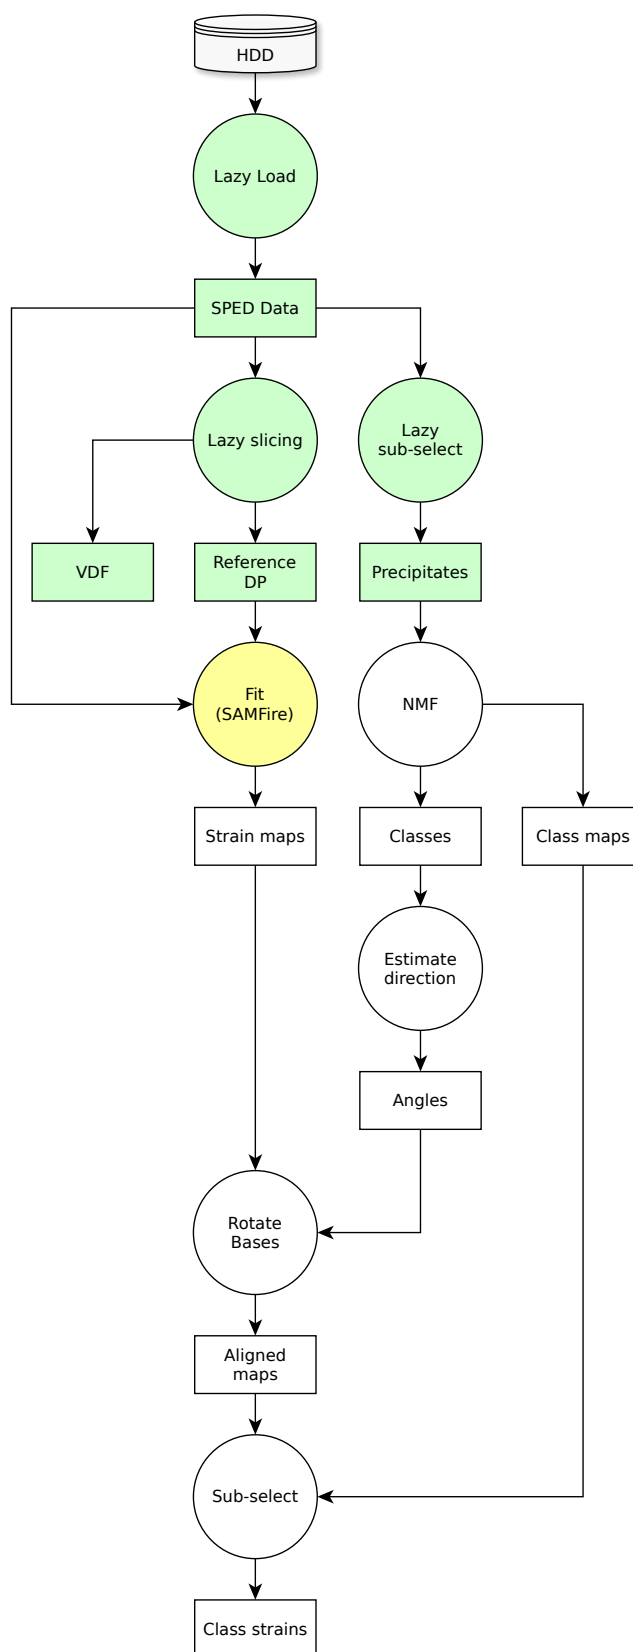 HDD
Lazy Load
SPED Data
Lazy slicing
Lazy
sub-select
VDF
Reference
DP
Precipitates
Fit
(SAMFire)
NMF
Strain maps
Classes
Class maps
Estimate
direction
Angles
Rotate
Bases
Aligned
maps
Sub-select
Class strains